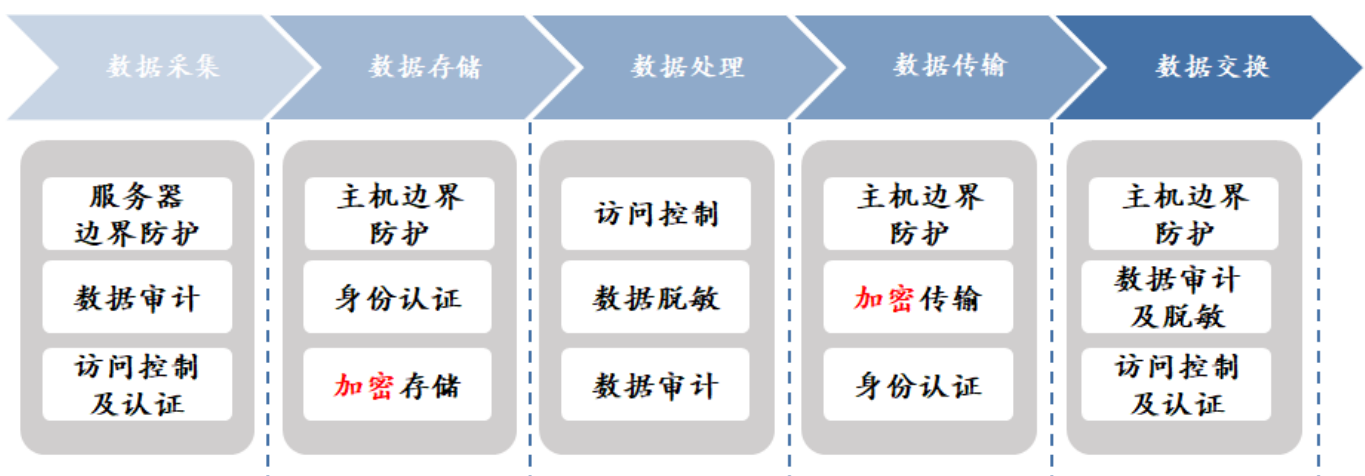 数据采集
数据存储
数据处理
数据传输
数据交换
服务器
边界防护
数据审计
访问控制
及认证
主机边界
防护
身份认证
加密存储
访问控制
数据脱敏
数据审计
主机边界
防护
加密传输
身份认证
主机边界
防护
数据审计
及脱敏
访问控制
及认证